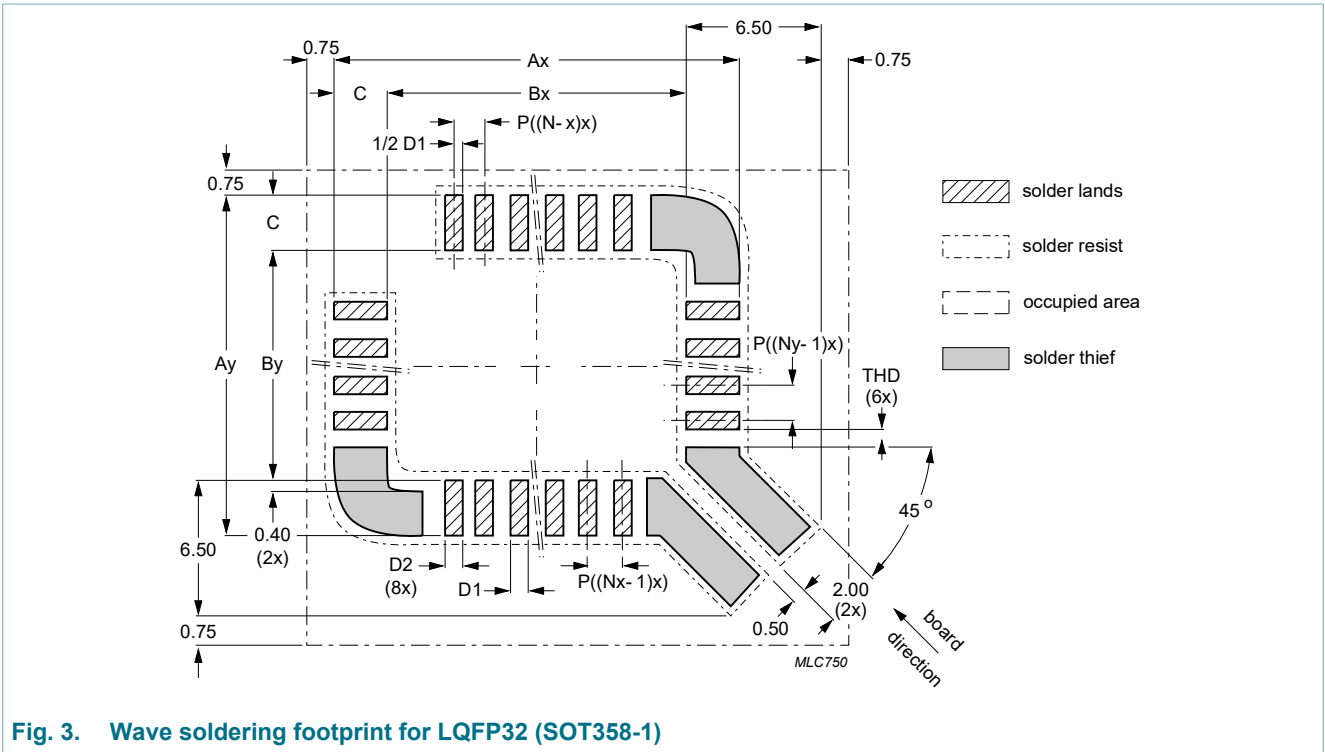 6.50
0.75
Ax
0.75
C
Bx
P((N- x)x)
1/2 D1
0.75
C
solder lands
solder resist
occupied area
solder thief
Ay
By
P((Ny- 1)x)
THD
(6x)
45 o
0.40
(2x)
6.50
D2
(8x)
D1
P((Nx- 1)x)
2.00
(2x)
0.50
0.75
board
direction
MLC750
Fig. 3. Wave soldering footprint for LQFP32 (SOT358-1)